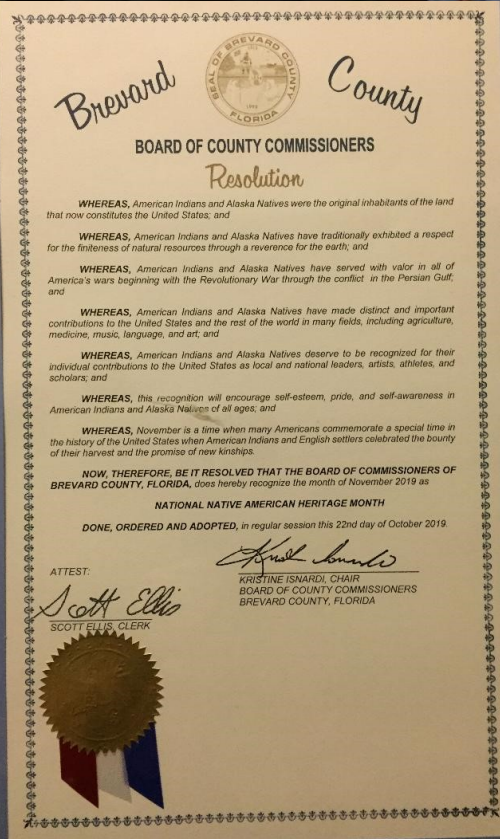 SEAL OF BREVARD COUNTY
FLORIDA
Brevard County
BOARD OF COUNTY COMMISSIONERS
Resolution
WHEREAS, American Indians and Alaska Natives were the original inhabitants of the land
that now constitutes the United States; and
WHEREAS, American Indians and Alaska Natives have traditionally exhibited a respect
for the finiteness of natural resources through a reverence for the earth; and
WHEREAS, American Indians and Alaska Natives have served with valor in all of
America's wars beginning with the Revolutionary War through the conflict in the Persian Gulf;
and
WHEREAS, American Indians and Alaska Natives have made distinct and important
contributions to the United States and the rest of the world in many fields, including agriculture,
medicine, music, language, and art; and
WHEREAS, American Indians and Alaska Natives deserve to be recognized for their
individual contributions to the United States as local and national leaders, artists, athletes, and
scholars; and
WHEREAS, this recognition will encourage self-esteem, pride, and self-awareness in
American Indians and Alaska Natives of all ages; and
WHEREAS, November is a time when many Americans commemorate a special time in
the history of the United States when American Indians and English settlers celebrated the bounty
of their harvest and the promise of new kinships.
NOW, THEREFORE, BE IT RESOLVED THAT THE BOARD OF COMMISSIONERS OF
BREVARD COUNTY, FLORIDA, does hereby recognize the month of November 2019 as
NATIONAL NATIVE AMERICAN HERITAGE MONTH
DONE, ORDERED AND ADOPTED, in regular session this 22nd day of October 2019.
ATTEST:
KRISTINE ISNARDI, CHAIR
BOARD OF COUNTY COMMISSIONERS
BREVARD COUNTY, FLORIDA
Scott Ellis
SCOTT ELLIS, CLERK